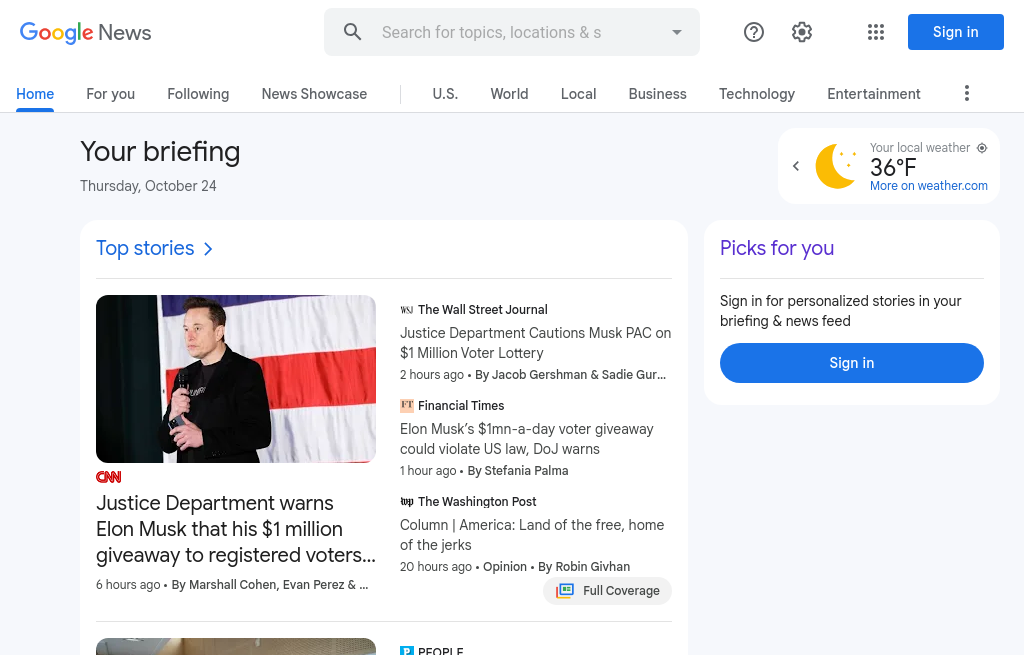 Google News
Search for topics, locations & s
Sign in
Home
For you
Following
News Showcase
U.S.
World
Local
Business
Technology
Entertainment
Your briefing
Thursday, October 24
Your local weather
36°F
More on weather.com
Top stories
CNN
Justice Department warns
Elon Musk that his $1 million
giveaway to registered voters...
6 hours ago • By Marshall Cohen, Evan Perez & ...
WSJ The Wall Street Journal
Justice Department Cautions Musk PAC on
$1 Million Voter Lottery
2 hours ago • By Jacob Gershman & Sadie Gur...
FT Financial Times
Elon Musk’s $1mn-a-day voter giveaway
could violate US law, DoJ warns
1 hour ago • By Stefania Palma
wp The Washington Post
Column | America: Land of the free, home
of the jerks
20 hours ago • Opinion • By Robin Givhan
Full Coverage
P PEOPLE
Picks for you
Sign in for personalized stories in your
briefing & news feed
Sign in